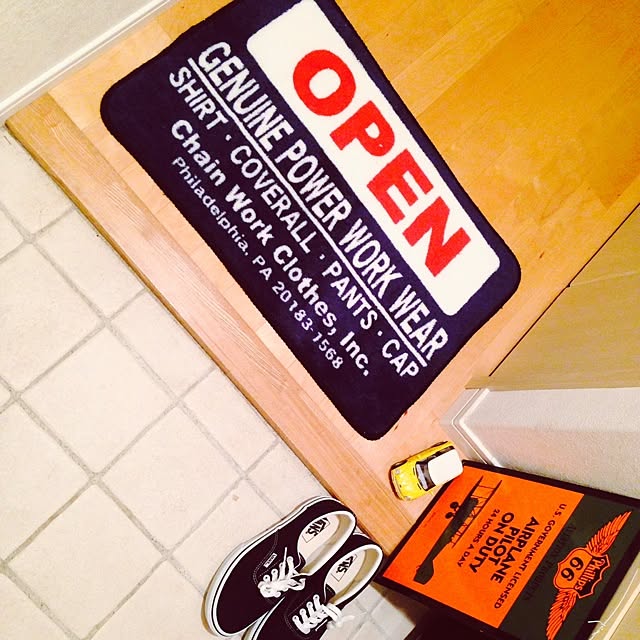 OPEN
GENUINE POWER WORK WEAR
SHIRT · COVERALL · PANTS · CAP
Chain Work Clothes, Inc.
Philadelphia, PA 20183-1568
U.S. GOVERNMENT LICENSED
AIRPLANE
PILOT
ON DUTY
24 HOURS A DAY
Phillips
66
VANS
VANS